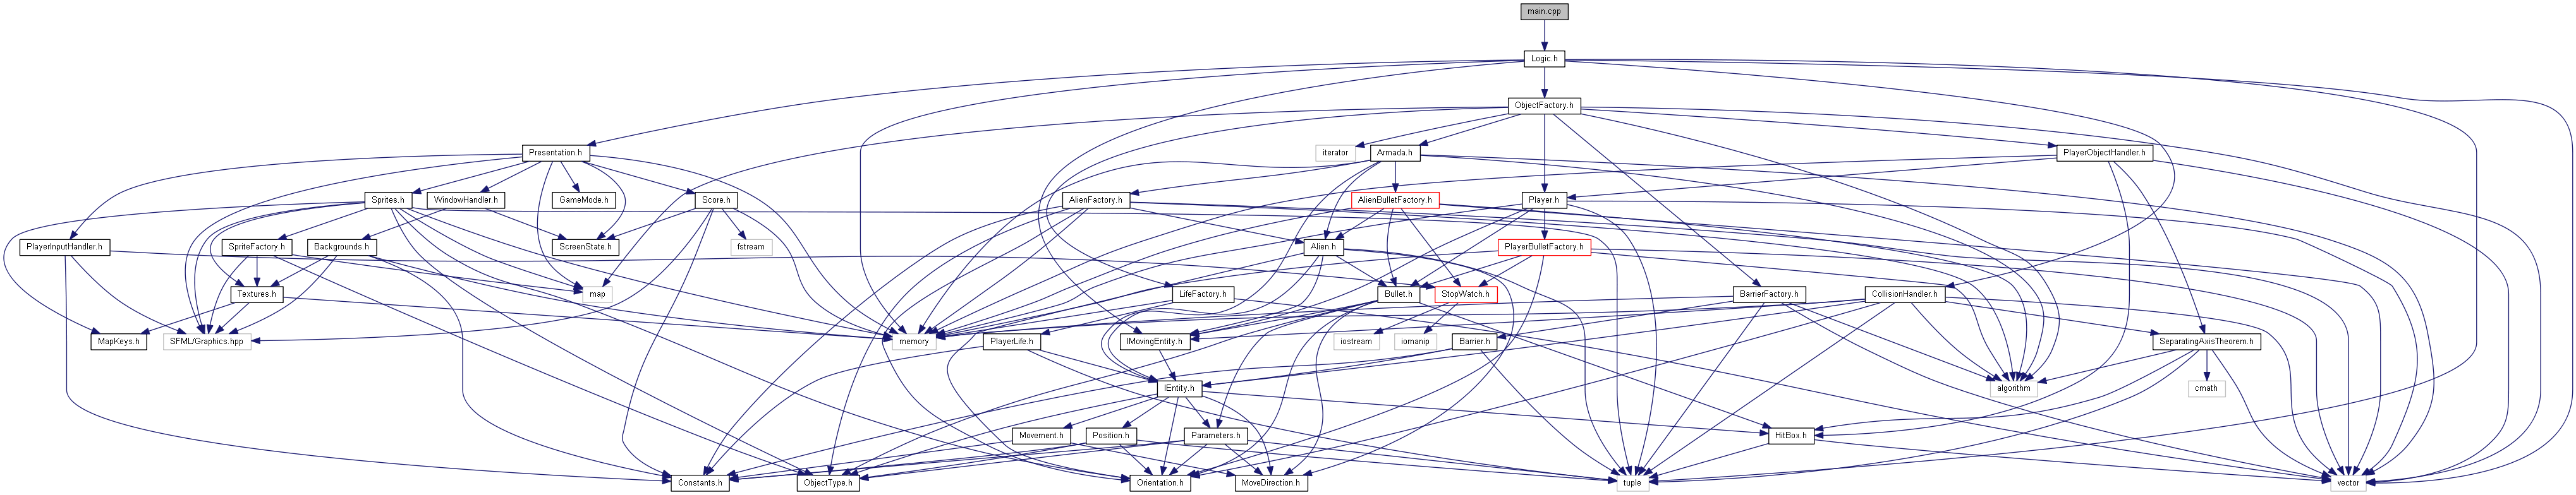 main.cpp
Logic.h
ObjectFactory.h
iterator
Armada.h
PlayerObjectHandler.h
Presentation.h
Sprites.h
WindowHandler.h
GameMode.h
Score.h
AlienFactory.h
AlienBulletFactory.h
Player.h
PlayerInputHandler.h
SpriteFactory.h
Backgrounds.h
ScreenState.h
fstream
Alien.h
PlayerBulletFactory.h
Textures.h
map
LifeFactory.h
Bullet.h
StopWatch.h
BarrierFactory.h
CollisionHandler.h
MapKeys.h
SFML/Graphics.hpp
memory
PlayerLife.h
IMovingEntity.h
iostream
iomanip
Barrier.h
SeparatingAxisTheorem.h
IEntity.h
algorithm
cmath
Movement.h
Position.h
Parameters.h
HitBox.h
Constants.h
ObjectType.h
Orientation.h
MoveDirection.h
tuple
vector